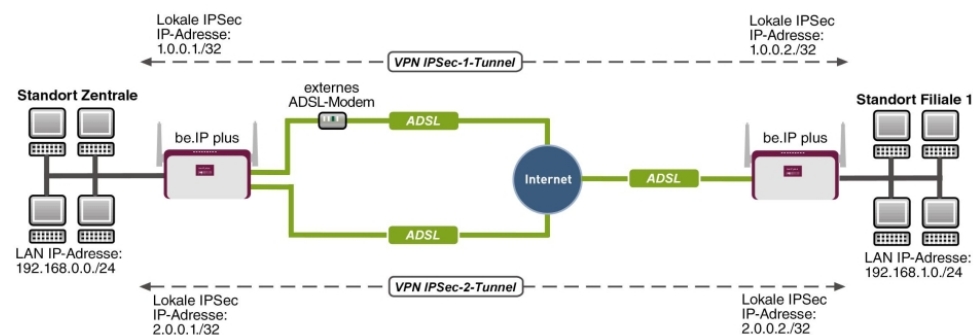 Lokale IPSec
IP-Adresse:
1.0.0.1./32
Lokale IPSec
IP-Adresse:
1.0.0.2./32
VPN IPSec-1-Tunnel
Standort Zentrale
externes
ADSL-Modem
ADSL
Standort Filiale 1
be.IP plus
be.IP plus
Internet
ADSL
ADSL
LAN IP-Adresse:
192.168.0.0./24
LAN IP-Adresse:
192.168.1.0./24
VPN IPSec-2-Tunnel
Lokale IPSec
IP-Adresse:
2.0.0.1./32
Lokale IPSec
IP-Adresse:
2.0.0.2./32